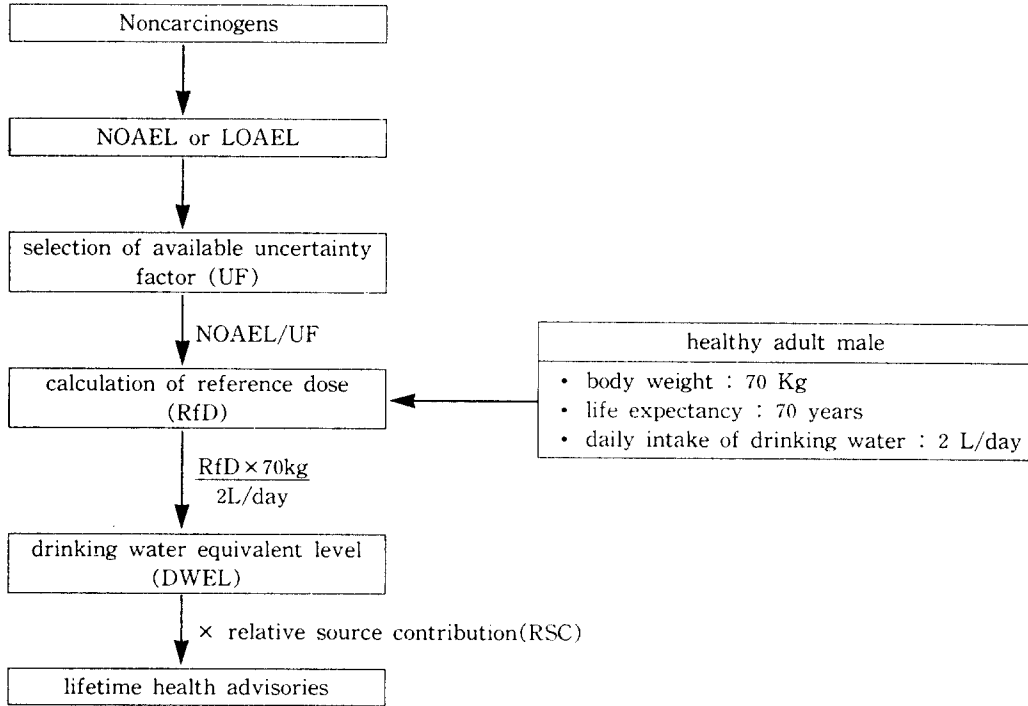 Noncarcinogens
NOAEL or LOAEL
selection of available uncertainty
factor (UF)
NOAEL/UF
calculation of reference dose
(RfD)
healthy adult male
• body weight : 70 Kg
• life expectancy : 70 years
• daily intake of drinking water : 2 L/day
RfD × 70kg
2L/day
drinking water equivalent level
(DWEL)
× relative source contribution(RSC)
lifetime health advisories